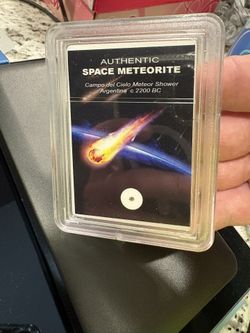 AUTHENTIC
SPACE METEORITE
Campo del Cielo Meteor Shower
Argentina c 2200 BC